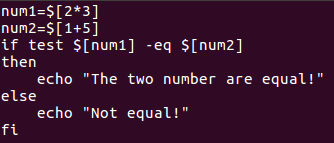 num1=$[2*3]
num2=$[1+5]
if test $[num1] -eq $[num2]
then
    echo "The two number are equal!"
else
    echo "Not equal!"
fi